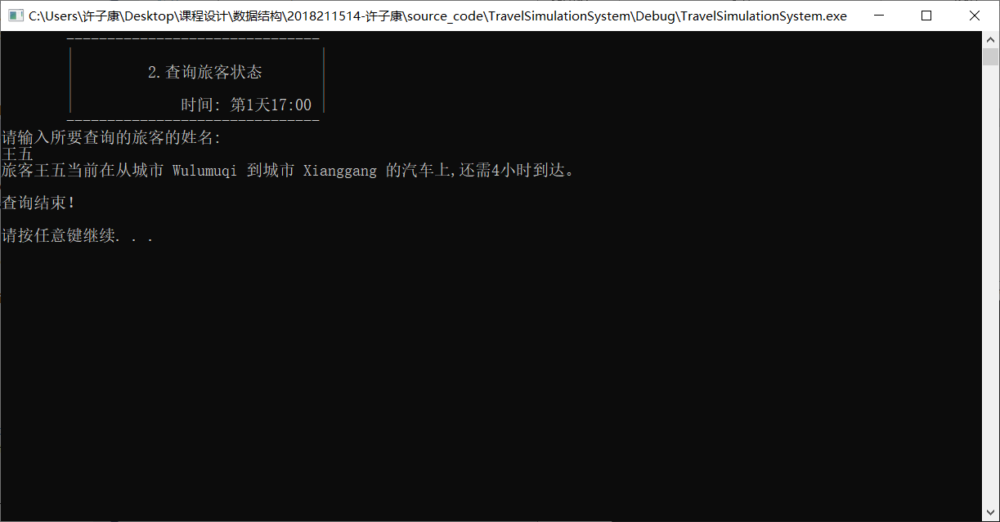 C:\Users\许子康\Desktop\课程设计\数据结构\2018211514-许子康\source_code\TravelSimulationSystem\Debug\TravelSimulationSystem.exe
-------------------------------
2.查询旅客状态
时间: 第1天17:00
-------------------------------
请输入所要查询的旅客的姓名:
王五
旅客王五当前在从城市 Wulumuqi 到城市 Xianggang 的汽车上,还需4小时到达。
查询结束!
请按任意键继续. . .